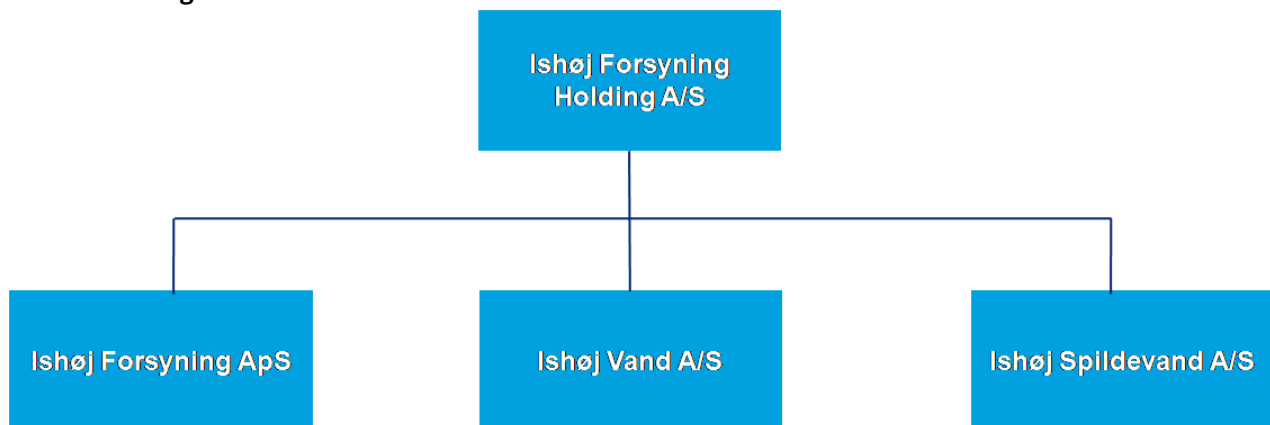 Ishøj Forsyning
Holding A/S
Ishøj Forsyning ApS
Ishøj Vand A/S
Ishøj Spildevand A/S